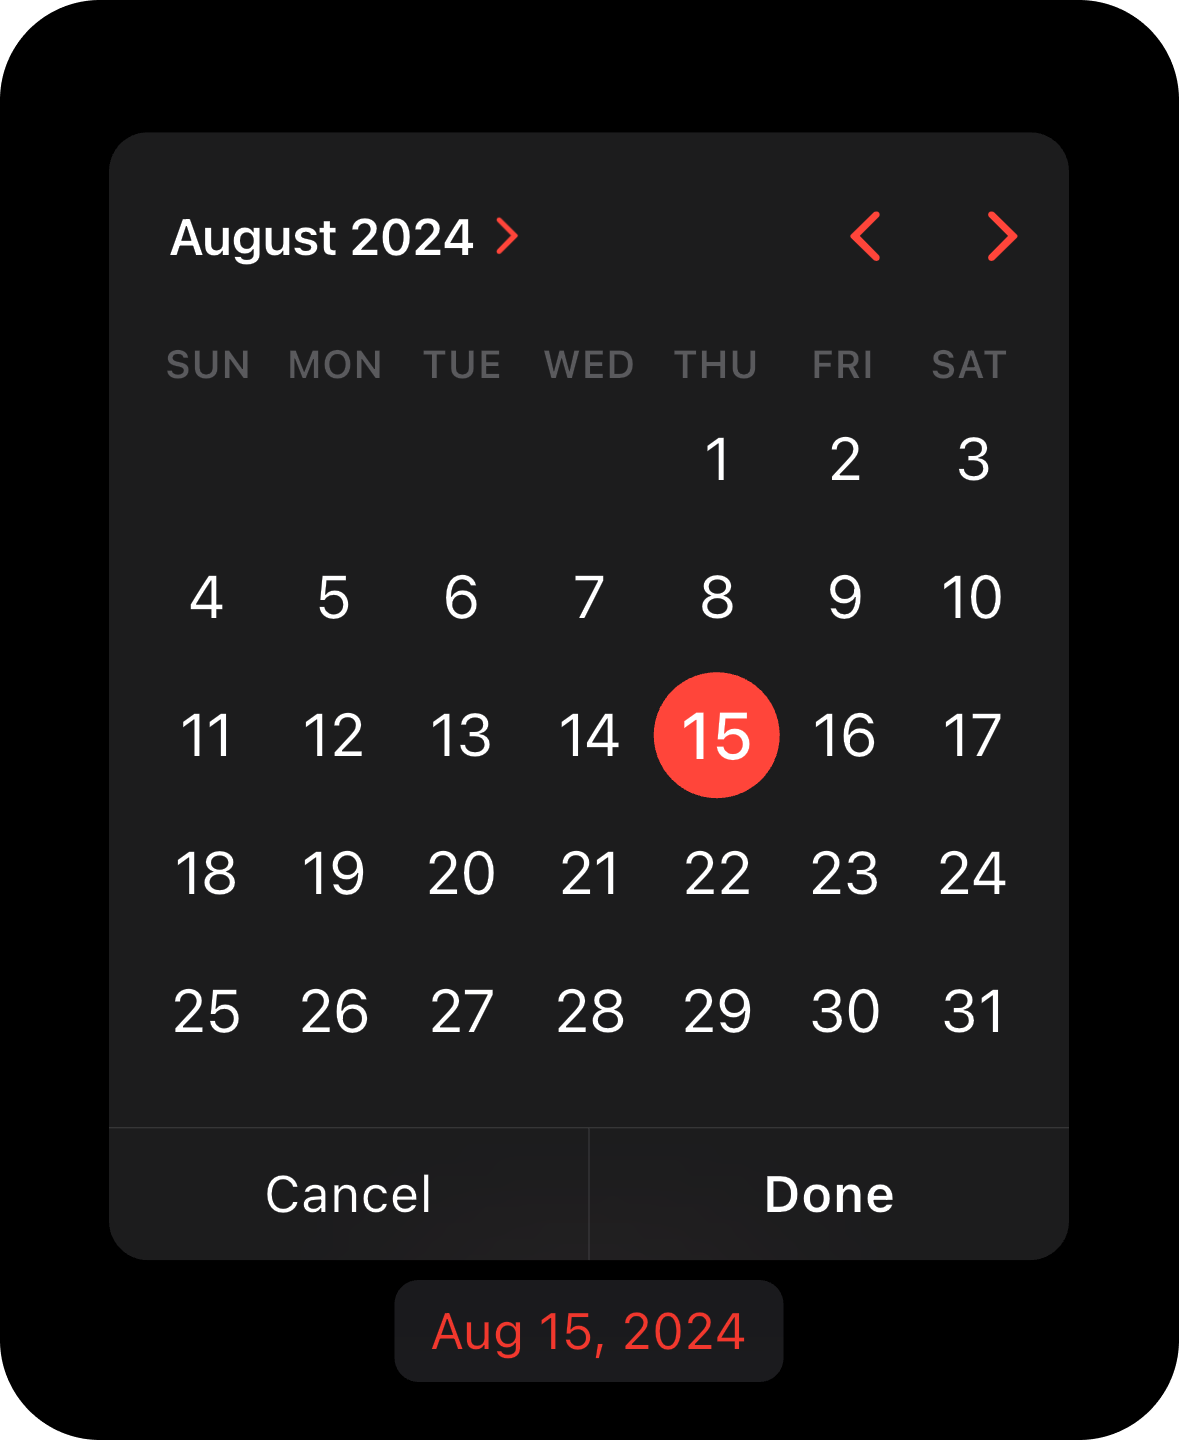 August 2024
SUN MON TUE WED THU FRI SAT
1 2 3
4 5 6 7 8 9 10
11 12 13 14 15 16 17
18 19 20 21 22 23 24
25 26 27 28 29 30 31
Cancel Done
Aug 15, 2024